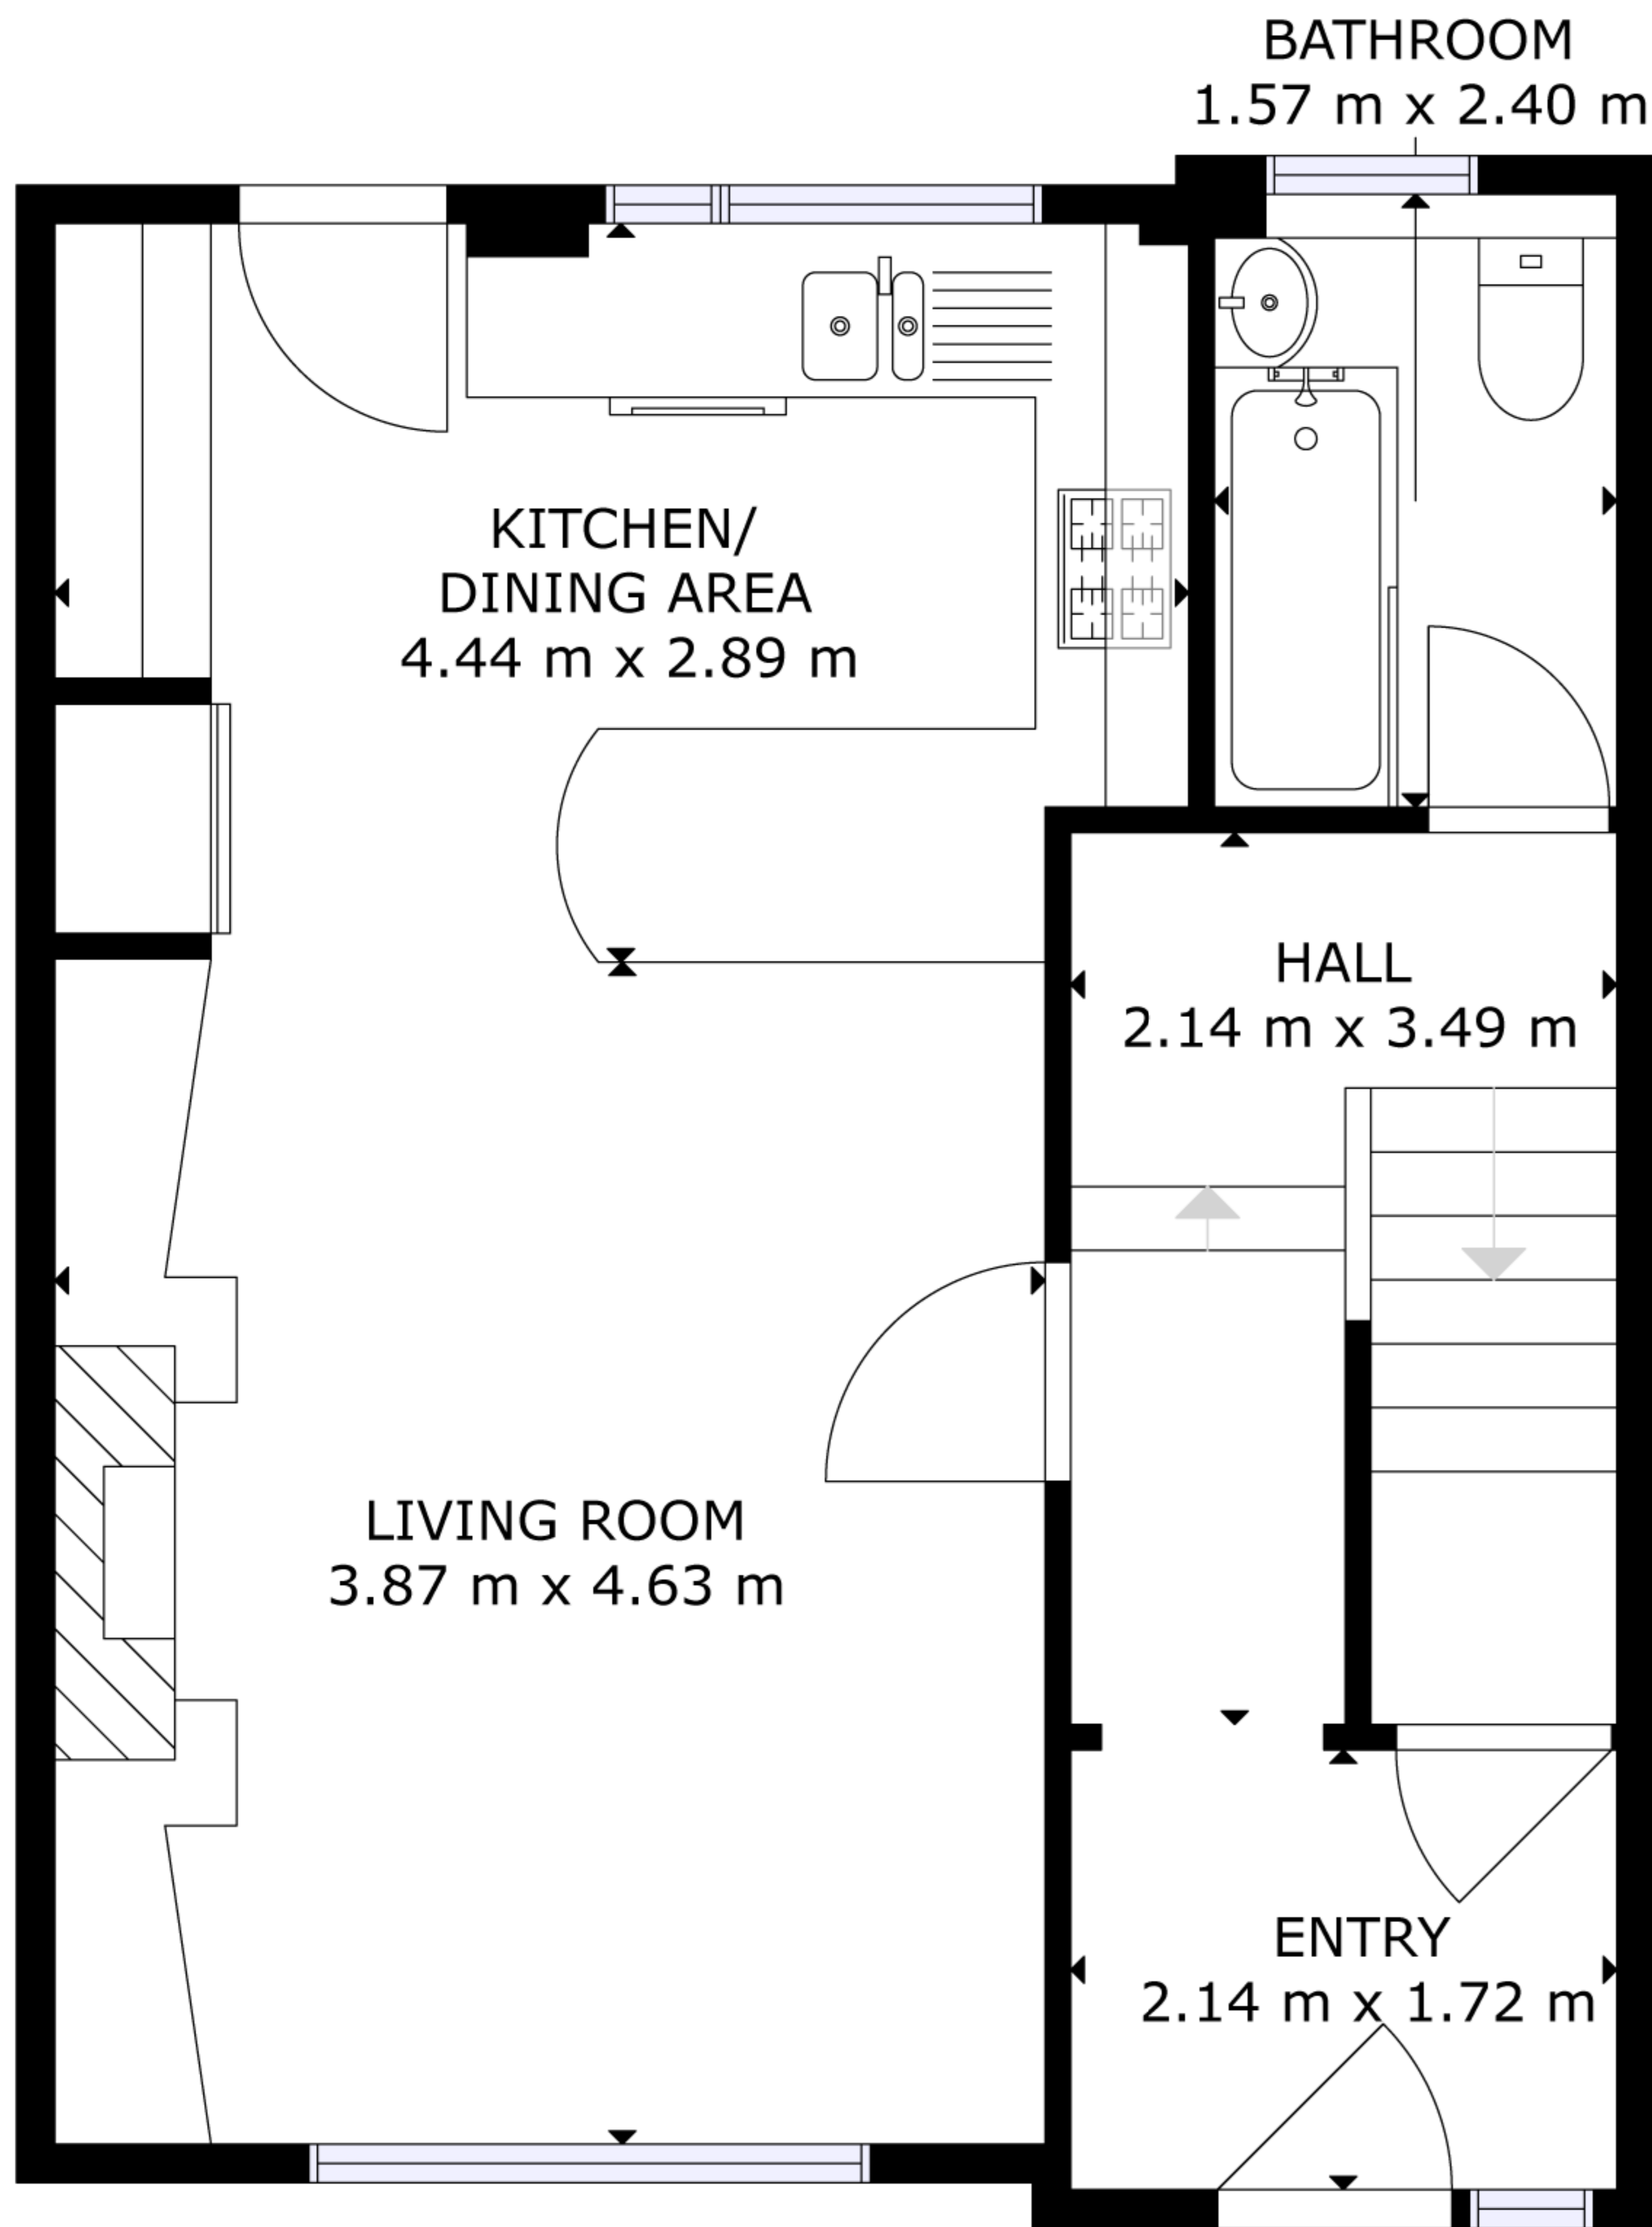 BATHROOM
1.57 m x 2.40 m
KITCHEN/
DINING AREA
4.44 m x 2.89 m
HALL
2.14 m x 3.49 m
LIVING ROOM
3.87 m x 4.63 m
ENTRY
2.14 m x 1.72 m